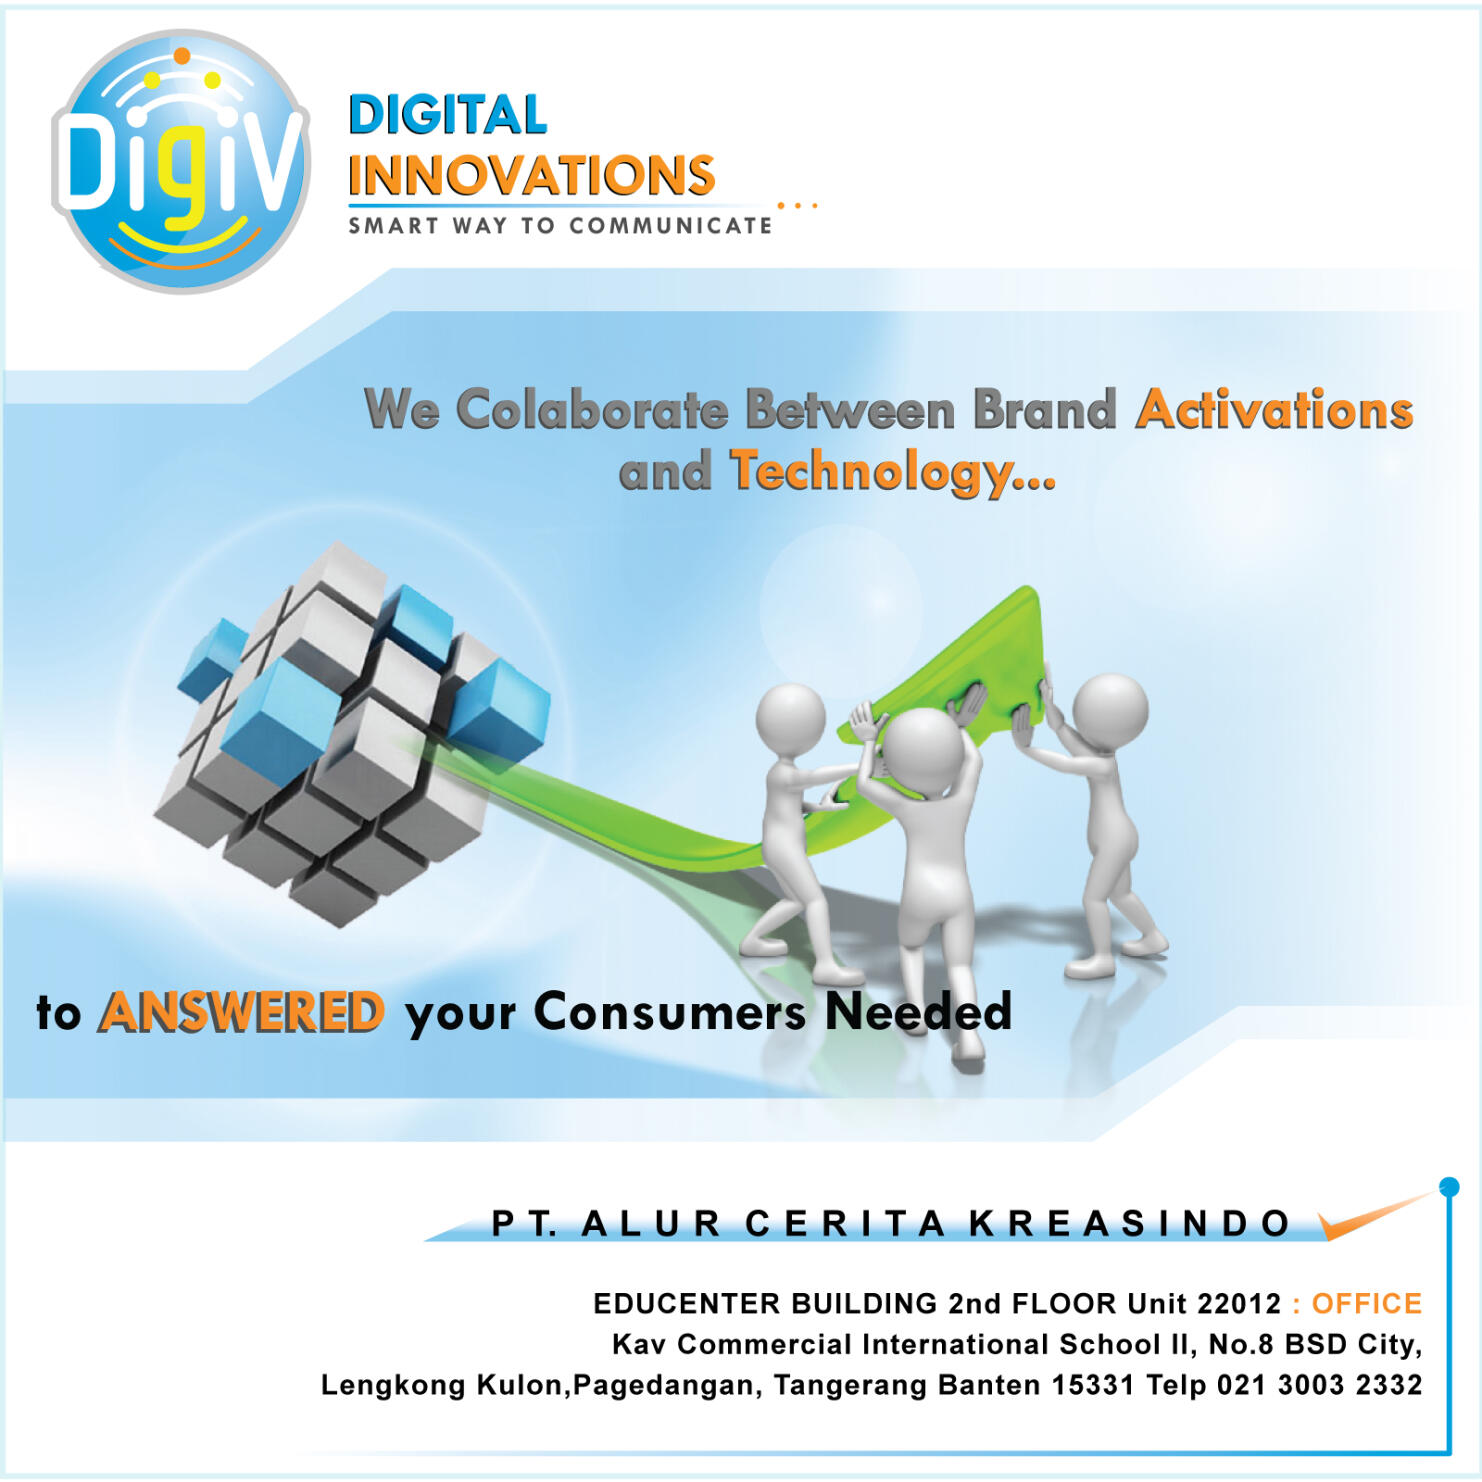 DigiV
DIGITAL
INNOVATIONS
SMART WAY TO COMMUNICATE
We Colaborate Between Brand Activations
and Technology...
to ANSWERED your Consumers Needed
PT. ALUR CERITA KREASINDO
EDUCENTER BUILDING 2nd FLOOR Unit 22012 : OFFICE
Kav Commercial International School II, No.8 BSD City,
Lengkong Kulon,Pagedangan, Tangerang Banten 15331 Telp 021 3003 2332